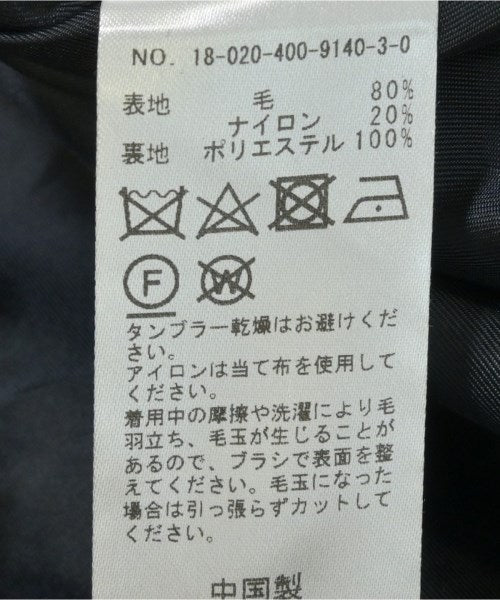 NO. 18-020-400-9140-3-0
表地 毛 80%
ナイロン 20%
裏地 ポリエステル 100%
F W
タンブラー乾燥はお避けくだ
さい。
アイロンは当て布を使用して
ください。
着用中の摩擦や洗濯により毛
羽立ち、毛玉が生じることが
あるので、ブラシで表面を整
えてください。毛玉になった
場合は引っ張らずカットして
ください。
中国製